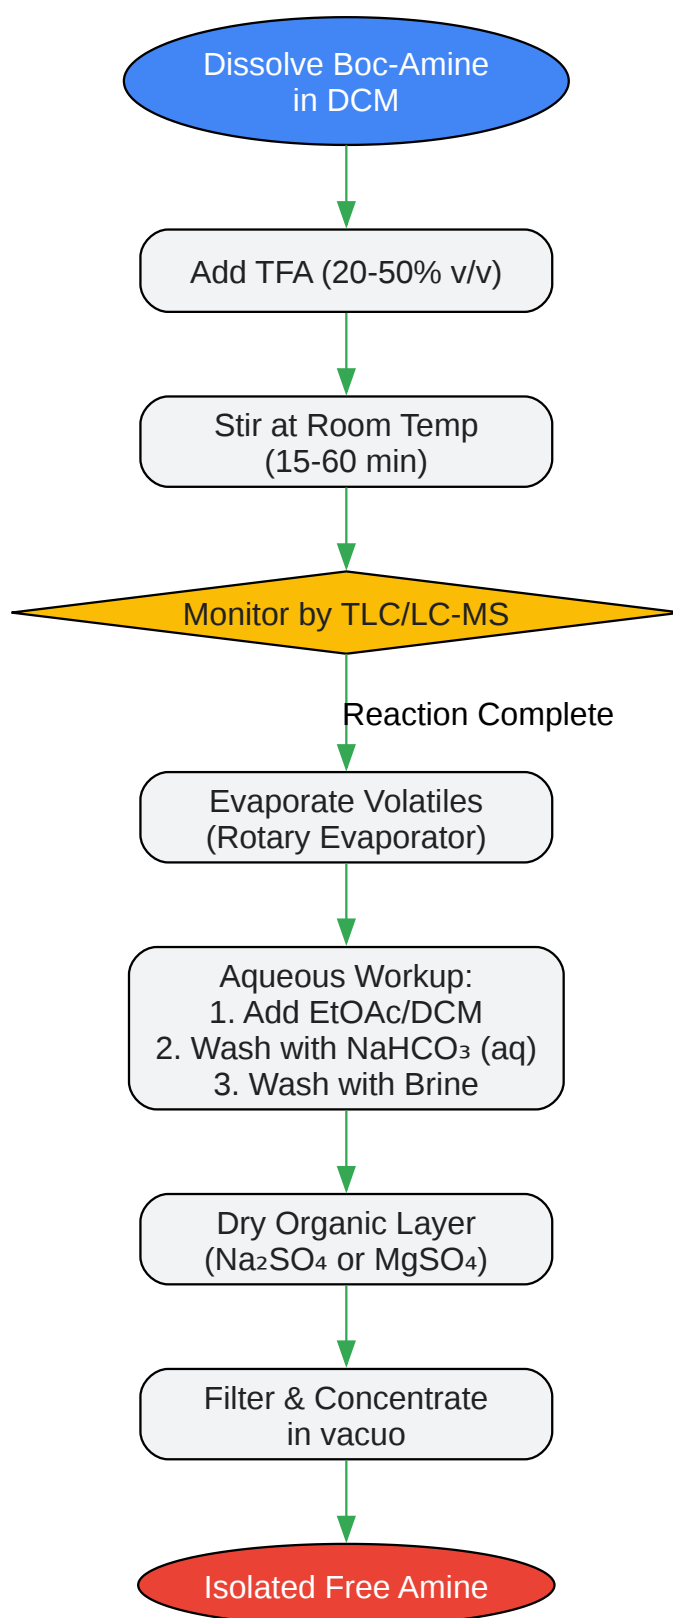 Dissolve Boc-Amine
in DCM
Add TFA (20-50% v/v)
Stir at Room Temp
(15-60 min)
Monitor by TLC/LC-MS
Reaction Complete
Evaporate Volatiles
(Rotary Evaporator)
Aqueous Workup:
1. Add EtOAc/DCM
2. Wash with NaHCO₃ (aq)
3. Wash with Brine
Dry Organic Layer
(Na₂SO₄ or MgSO₄)
Filter & Concentrate
in vacuo
Isolated Free Amine